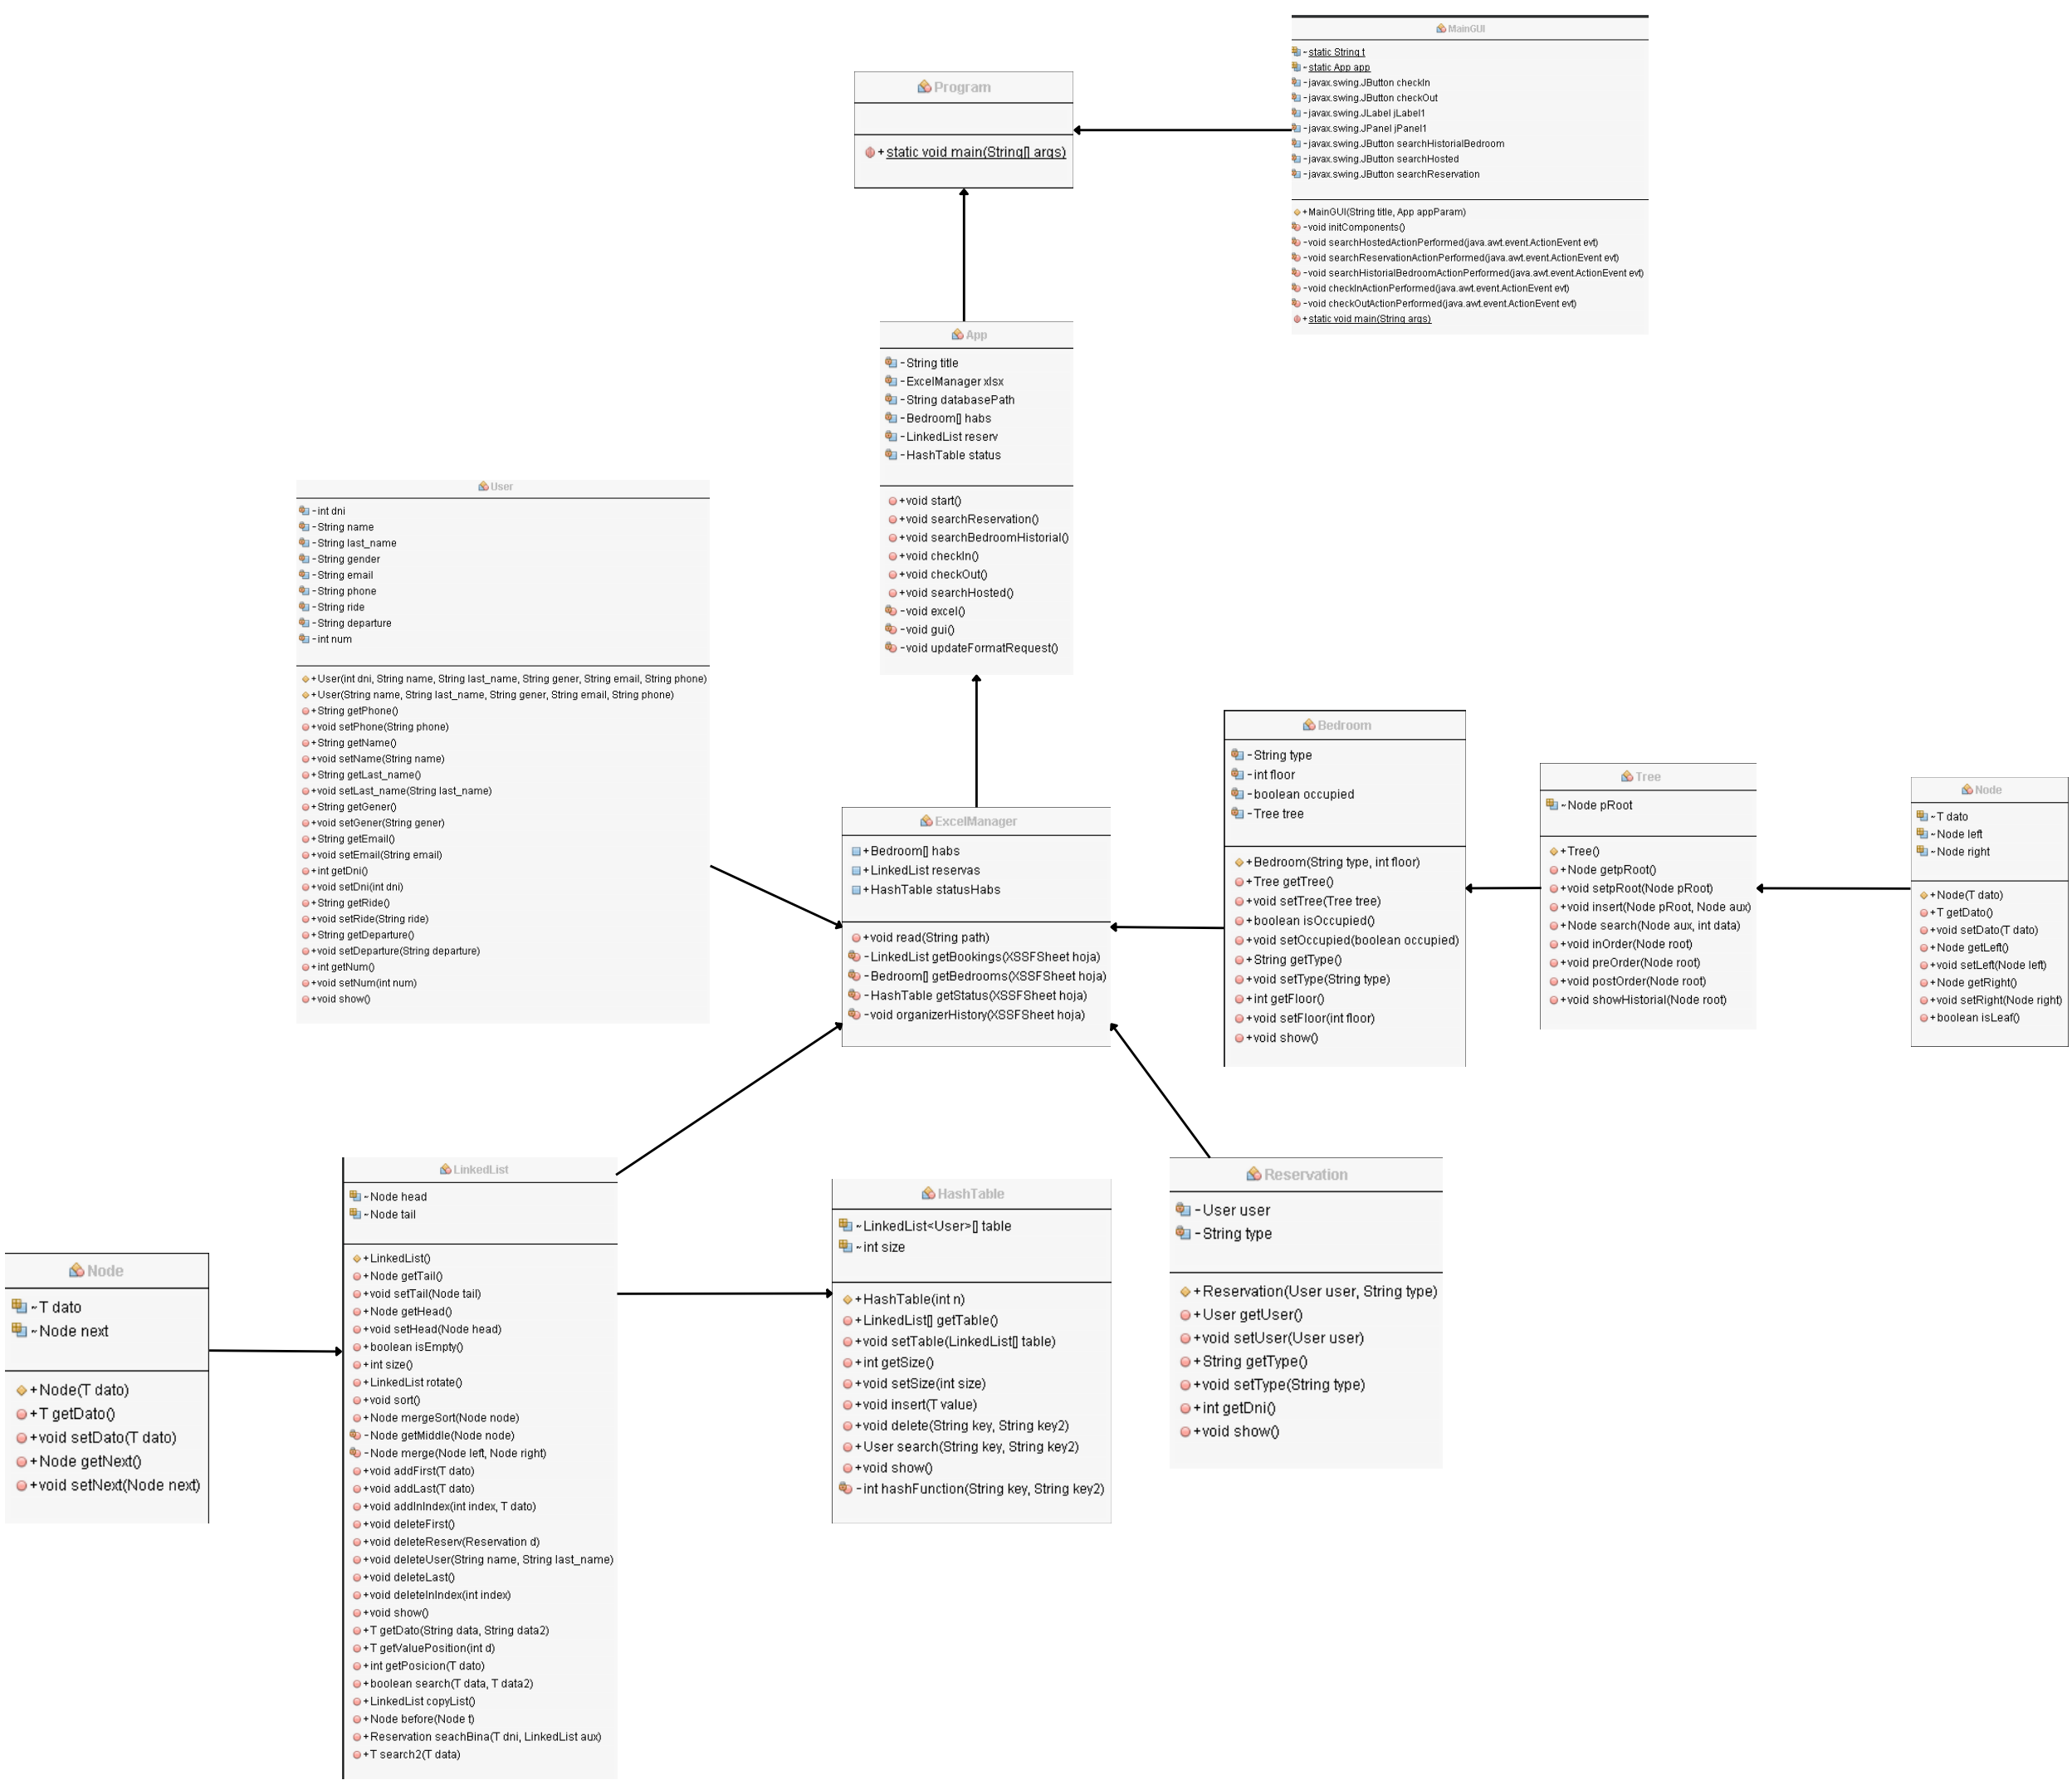 MainGUI
~ static String t
~ static App app
-javax.swing.JButton checkIn
-javax.swing.JButton checkOut
-javax.swing.JLabel jLabel1
-javax.swing.JPanel jPanel1
-javax.swing.JButton searchHistorialBedroom
-javax.swing.JButton searchHosted
-javax.swing.JButton searchReservation
+MainGUI(String title, App appParam)
-void initComponents()
-void searchHostedActionPerformed(java.awt.event.ActionEvent evt)
-void searchReservationActionPerformed(java.awt.event.ActionEvent evt)
-void searchHistorialBedroomActionPerformed(java.awt.event.ActionEvent evt)
-void checkInActionPerformed(java.awt.event.ActionEvent evt)
-void checkOutActionPerformed(java.awt.event.ActionEvent evt)
+static void main(String args)
Program
+static void main(String[] args)
App
-String title
-ExcelManager xlsx
-String databasePath
-Bedroom[] habs
-LinkedList reserv
-HashTable status
+void start()
+void searchReservation()
+void searchBedroomHistorial()
+void checkIn()
+void checkOut()
+void searchHosted()
-void excel()
-void gui()
-void updateFormatRequest()
User
-int dni
-String name
-String last_name
-String gender
-String email
-String phone
-String ride
-String departure
-int num
+User(int dni, String name, String last_name, String gener, String email, String phone)
+User(String name, String last_name, String gener, String email, String phone)
+String getPhone()
+void setPhone(String phone)
+String getName()
+void setName(String name)
+String getLast_name()
+void setLast_name(String last_name)
+String getGener()
+void setGener(String gener)
+String getEmail()
+void setEmail(String email)
+int getDni()
+void setDni(int dni)
+String getRide()
+void setRide(String ride)
+String getDeparture()
+void setDeparture(String departure)
+int getNum()
+void setNum(int num)
+void show()
ExcelManager
+Bedroom[] habs
+LinkedList reservas
+HashTable statusHabs
+void read(String path)
-LinkedList getBookings(XSSFSheet hoja)
-Bedroom[] getBedrooms(XSSFSheet hoja)
-HashTable getStatus(XSSFSheet hoja)
-void organizerHistory(XSSFSheet hoja)
Bedroom
-String type
-int floor
-boolean occupied
-Tree tree
+Bedroom(String type, int floor)
+Tree getTree()
+void setTree(Tree tree)
+boolean isOccupied()
+void setOccupied(boolean occupied)
+String getType()
+void setType(String type)
+int getFloor()
+void setFloor(int floor)
+void show()
Tree
~Node pRoot
+Tree()
+Node getpRoot()
+void setpRoot(Node pRoot)
+void insert(Node pRoot, Node aux)
+Node search(Node aux, int data)
+void inOrder(Node root)
+void preOrder(Node root)
+void postOrder(Node root)
+void showHistorial(Node root)
Node
~T dato
~Node left
~Node right
+Node(T dato)
+T getDato()
+void setDato(T dato)
+Node getLeft()
+void setLeft(Node left)
+Node getRight()
+void setRight(Node right)
+boolean isLeaf()
Node
~T dato
~Node next
+Node(T dato)
+T getDato()
+void setDato(T dato)
+Node getNext()
+void setNext(Node next)
LinkedList
~Node head
~Node tail
+LinkedList()
+Node getTail()
+void setTail(Node tail)
+Node getHead()
+void setHead(Node head)
+boolean isEmpty()
+int size()
+LinkedList rotate()
+void sort()
+Node mergeSort(Node node)
-Node getMiddle(Node node)
-Node merge(Node left, Node right)
+void addFirst(T dato)
+void addLast(T dato)
+void addInIndex(int index, T dato)
+void deleteFirst()
+void deleteReserv(Reservation d)
+void deleteUser(String name, String last_name)
+void deleteLast()
+void deleteInIndex(int index)
+void show()
+T getDato(String data, String data2)
+T getValuePosition(int d)
+int getPosicion(T dato)
+boolean search(T data, T data2)
+LinkedList copyList()
+Node before(Node t)
+Reservation seachBina(T dni, LinkedList aux)
+T search2(T data)
HashTable
~LinkedList<User>[] table
~int size
+HashTable(int n)
+LinkedList[] getTable()
+void setTable(LinkedList[] table)
+int getSize()
+void setSize(int size)
+void insert(T value)
+void delete(String key, String key2)
+User search(String key, String key2)
+void show()
-int hashFunction(String key, String key2)
Reservation
-User user
-String type
+Reservation(User user, String type)
+User getUser()
+void setUser(User user)
+String getType()
+void setType(String type)
+int getDni()
+void show()